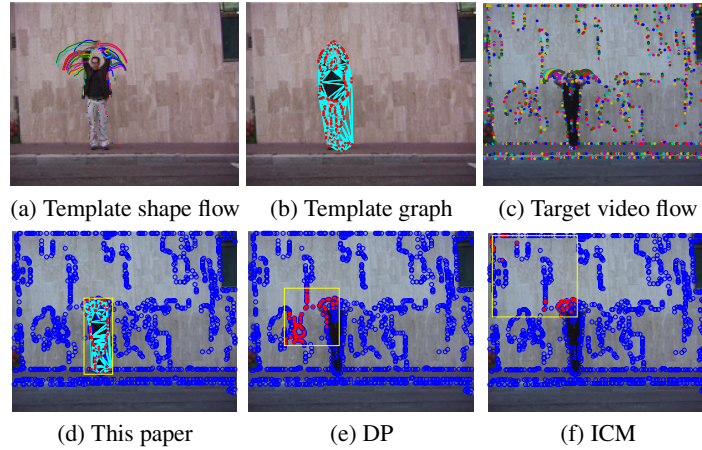 (a) Template shape flow
(b) Template graph
(c) Target video flow
(d) This paper
(e) DP
(f) ICM